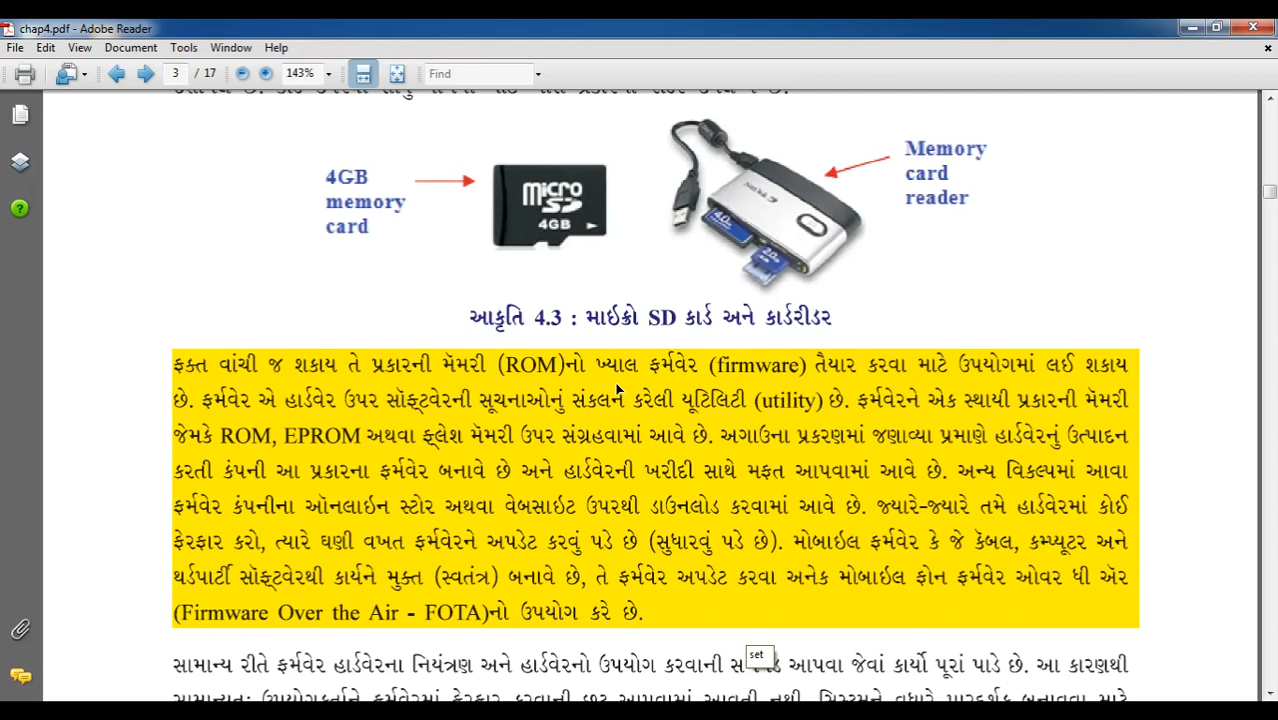 chap4.pdf - Adobe Reader
File Edit View Document Tools Window Help
3 / 17 143% Find
4GB
memory
card
micro
SD
4GB
4.0
2.0
Memory
card
reader
આકૃતિ 4.3 : માઇક્રો SD કાર્ડ અને કાર્ડરીડર
ફક્ત વાંચી જ શકાય તે પ્રકારની મૅમરી (ROM)નો ખ્યાલ ફર્મવેર (firmware) તૈયાર કરવા માટે ઉપયોગમાં લઈ શકાય
છે. ફર્મવેર એ હાર્ડવેર ઉપર સૉફ્ટવેરની સૂચનાઓનું સંકલન કરેલી યૂટિલિટી (utility) છે. ફર્મવેરને એક સ્થાયી પ્રકારની મૅમરી
જેમકે ROM, EPROM અથવા ફ્લેશ મૅમરી ઉપર સંગ્રહવામાં આવે છે. અગાઉના પ્રકરણમાં જણાવ્યા પ્રમાણે હાર્ડવેરનું ઉત્પાદન
કરતી કંપની આ પ્રકારના ફર્મવેર બનાવે છે અને હાર્ડવેરની ખરીદી સાથે મફત આપવામાં આવે છે. અન્ય વિકલ્પમાં આવા
ફર્મવેર કંપનીના ઑનલાઇન સ્ટોર અથવા વેબસાઇટ ઉપરથી ડાઉનલોડ કરવામાં આવે છે. જ્યારે-જ્યારે તમે હાર્ડવેરમાં કોઈ
ફેરફાર કરો, ત્યારે ઘણી વખત ફર્મવેરને અપડેટ કરવું પડે છે (સુધારવું પડે છે). મોબાઇલ ફર્મવેર કે જે કૅબલ, કમ્પ્યૂટર અને
થર્ડપાર્ટી સૉફ્ટવેરથી કાર્યને મુક્ત (સ્વતંત્ર) બનાવે છે, તે ફર્મવેર અપડેટ કરવા અનેક મોબાઇલ ફોન ફર્મવેર ઓવર ધી ઍર
(Firmware Over the Air - FOTA)નો ઉપયોગ કરે છે.
set
સામાન્ય રીતે ફર્મવેર હાર્ડવેરના નિયંત્રણ અને હાર્ડવેરનો ઉપયોગ કરવાની આપવા જેવાં કાર્યો પૂરાં પાડે છે. આ કારણથી